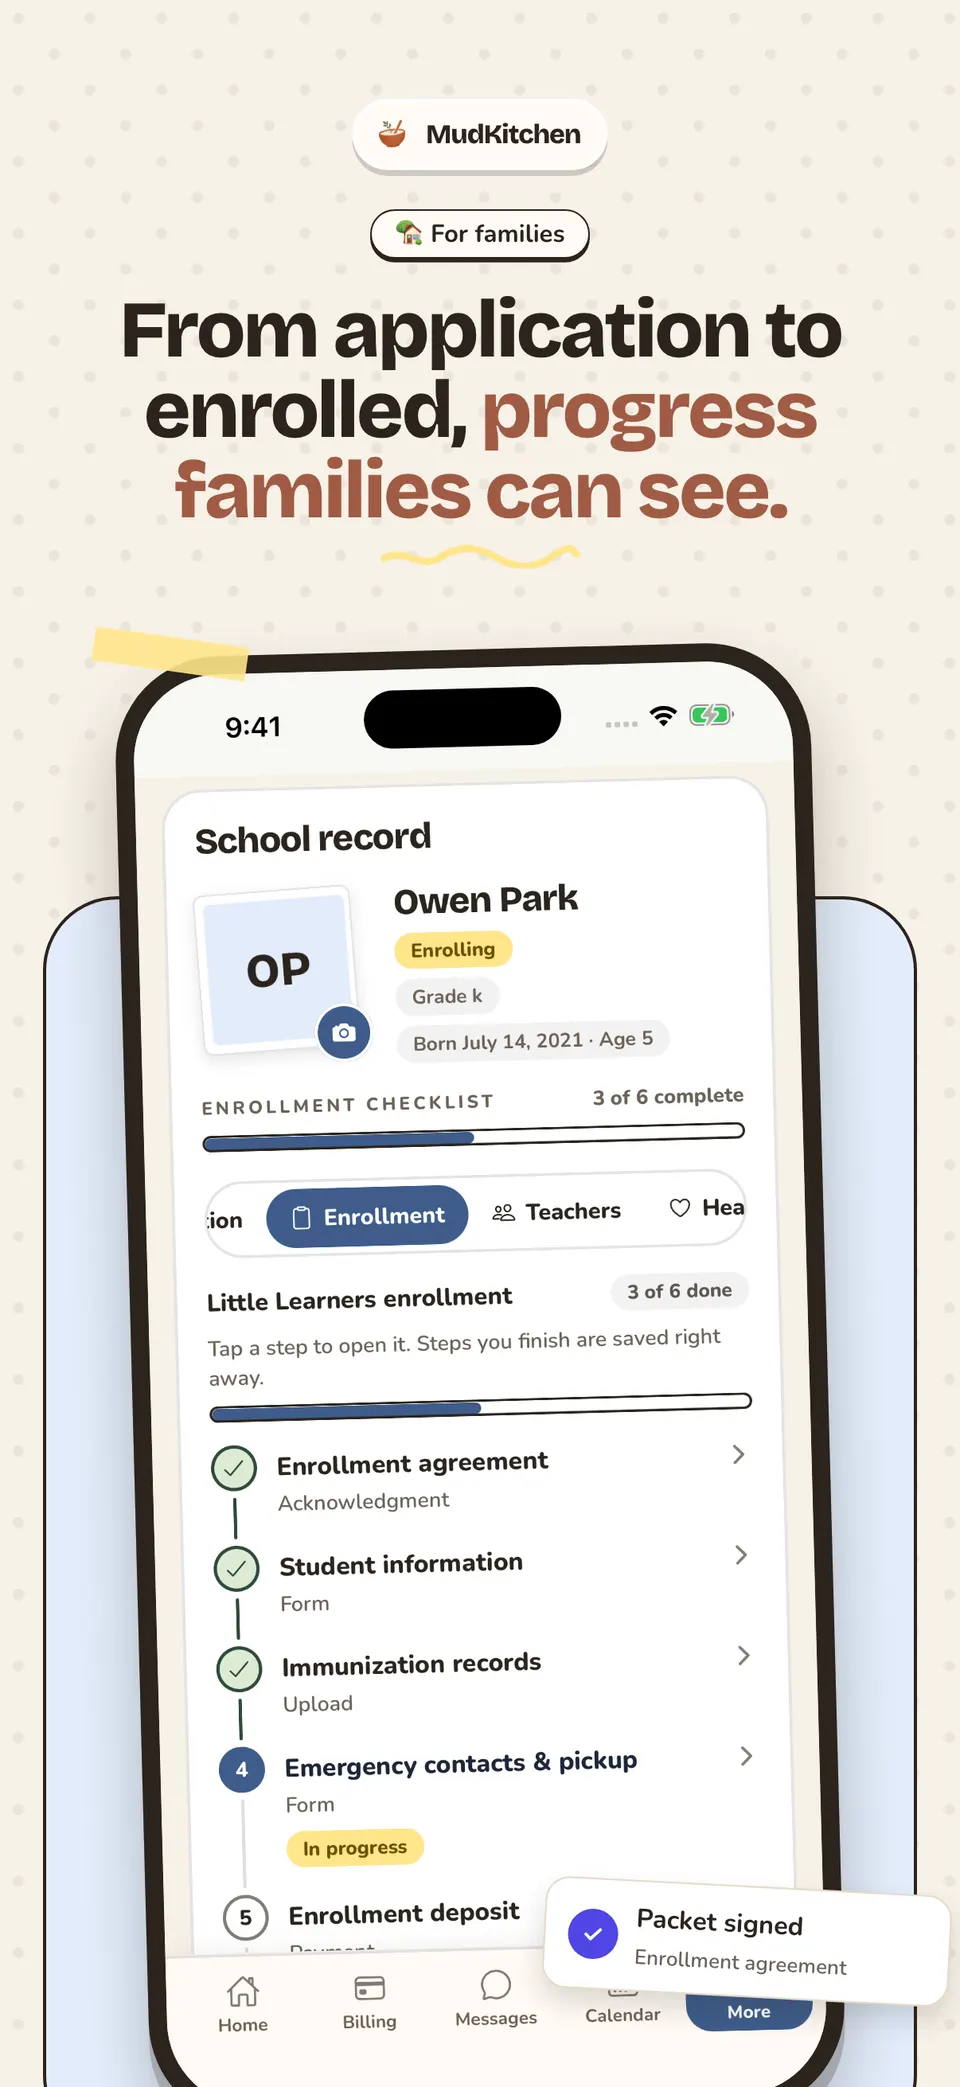 MudKitchen
For families
From application to
enrolled, progress
families can see.
9:41
School record
OP
Owen Park
Enrolling
Grade k
Born July 14, 2021 · Age 5
ENROLLMENT CHECKLIST
3 of 6 complete
tion
Enrollment
Teachers
Hea
Little Learners enrollment
3 of 6 done
Tap a step to open it. Steps you finish are saved right
away.
Enrollment agreement
Acknowledgment
Student information
Form
Immunization records
Upload
4
Emergency contacts & pickup
Form
In progress
5
Enrollment deposit
Payment
Packet signed
Enrollment agreement
Home
Billing
Messages
Calendar
More